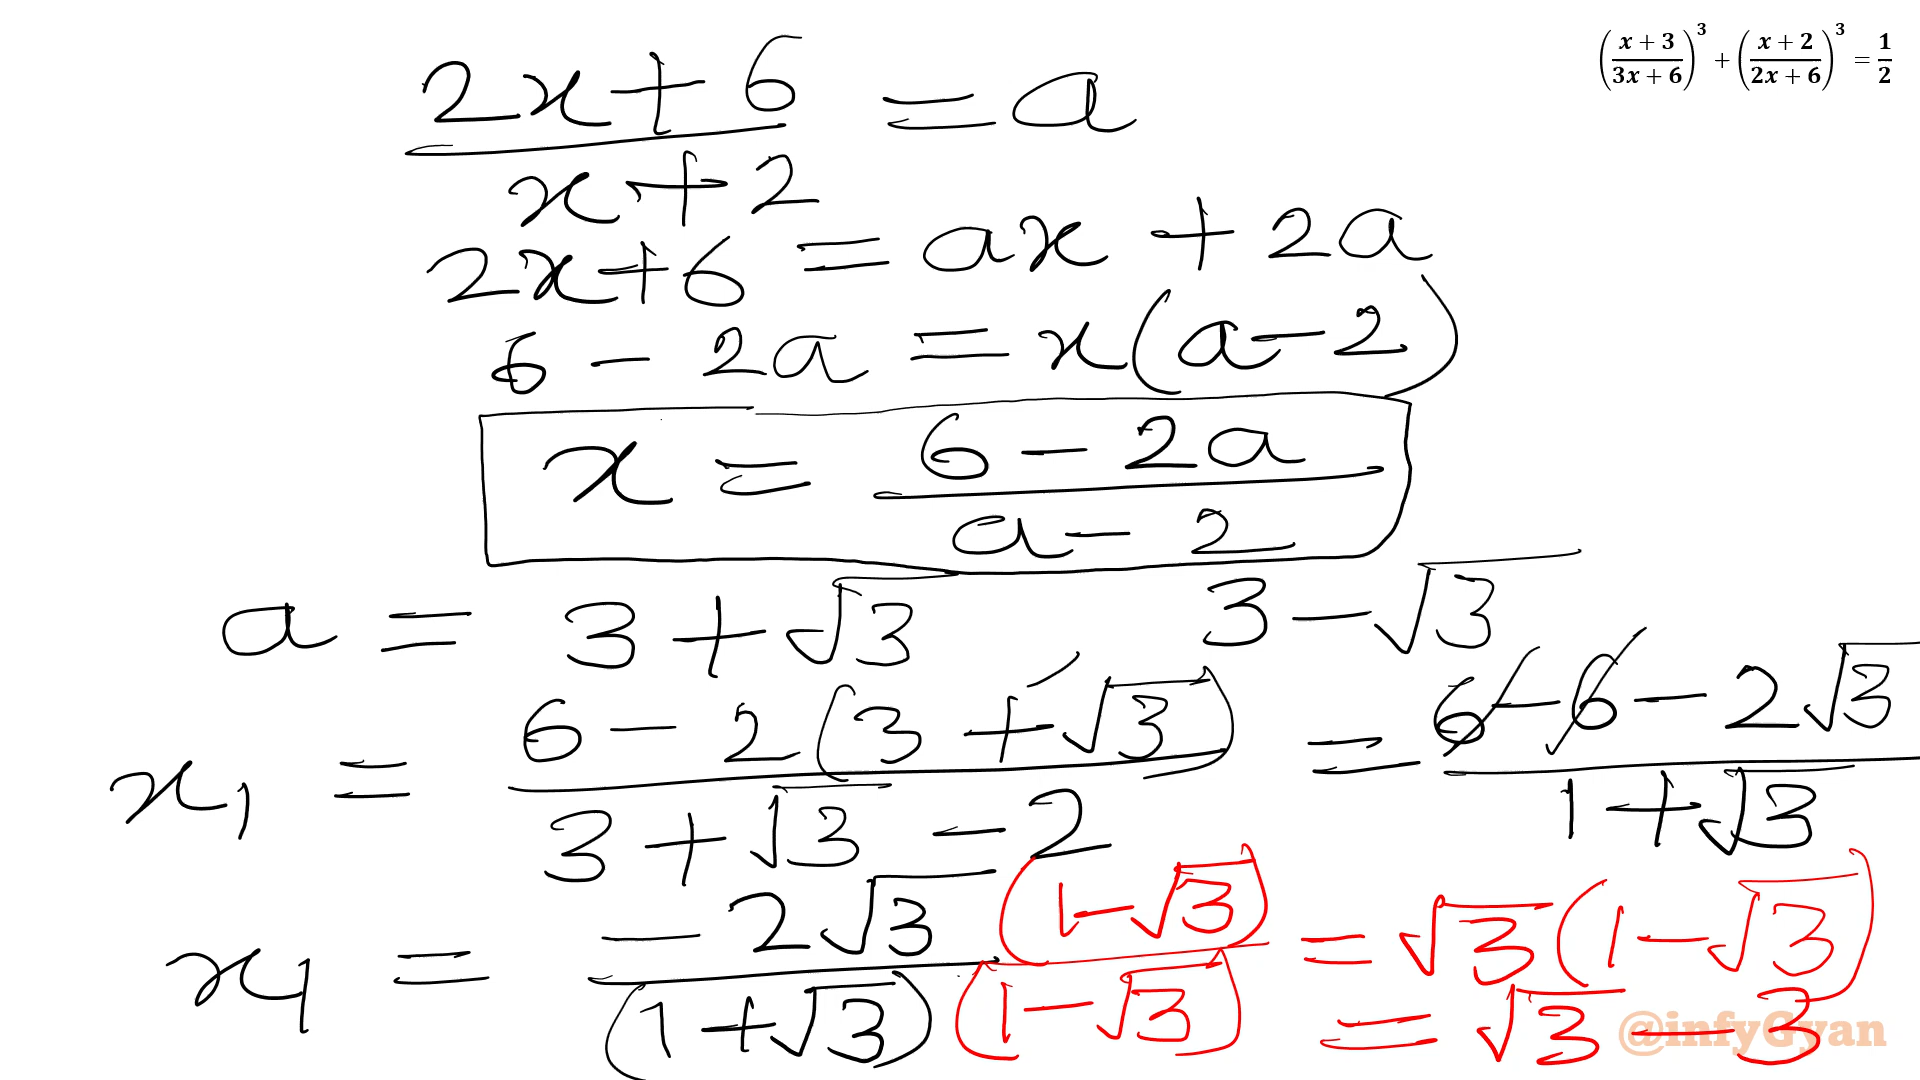 (x + 3 / 3x + 6)³ + (x + 2 / 2x + 6)³ = 1/2
(2x + 6)/(x + 2) = a
2x + 6 = ax + 2a
6 − 2a = x(a − 2)
x = (6 − 2a)/(a − 2)
a = 3 + √3 3 − √3
x₁ = (6 − 2(3 + √3))/(3 + √3 − 2) = (6 − 6 − 2√3)/(1 + √3)
x₁ = −2√3/(1 + √3) (1 − √3)/(1 − √3) = √3(1 − √3)
= √3 − 3
@infyGyan